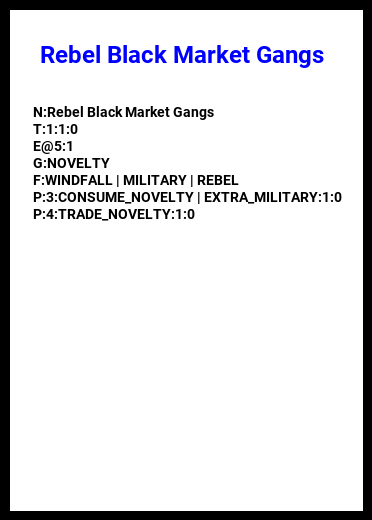 Rebel Black Market Gangs
N:Rebel Black Market Gangs
T:1:1:0
E@5:1
G:NOVELTY
F:WINDFALL | MILITARY | REBEL
P:3:CONSUME_NOVELTY | EXTRA_MILITARY:1:0
P:4:TRADE_NOVELTY:1:0